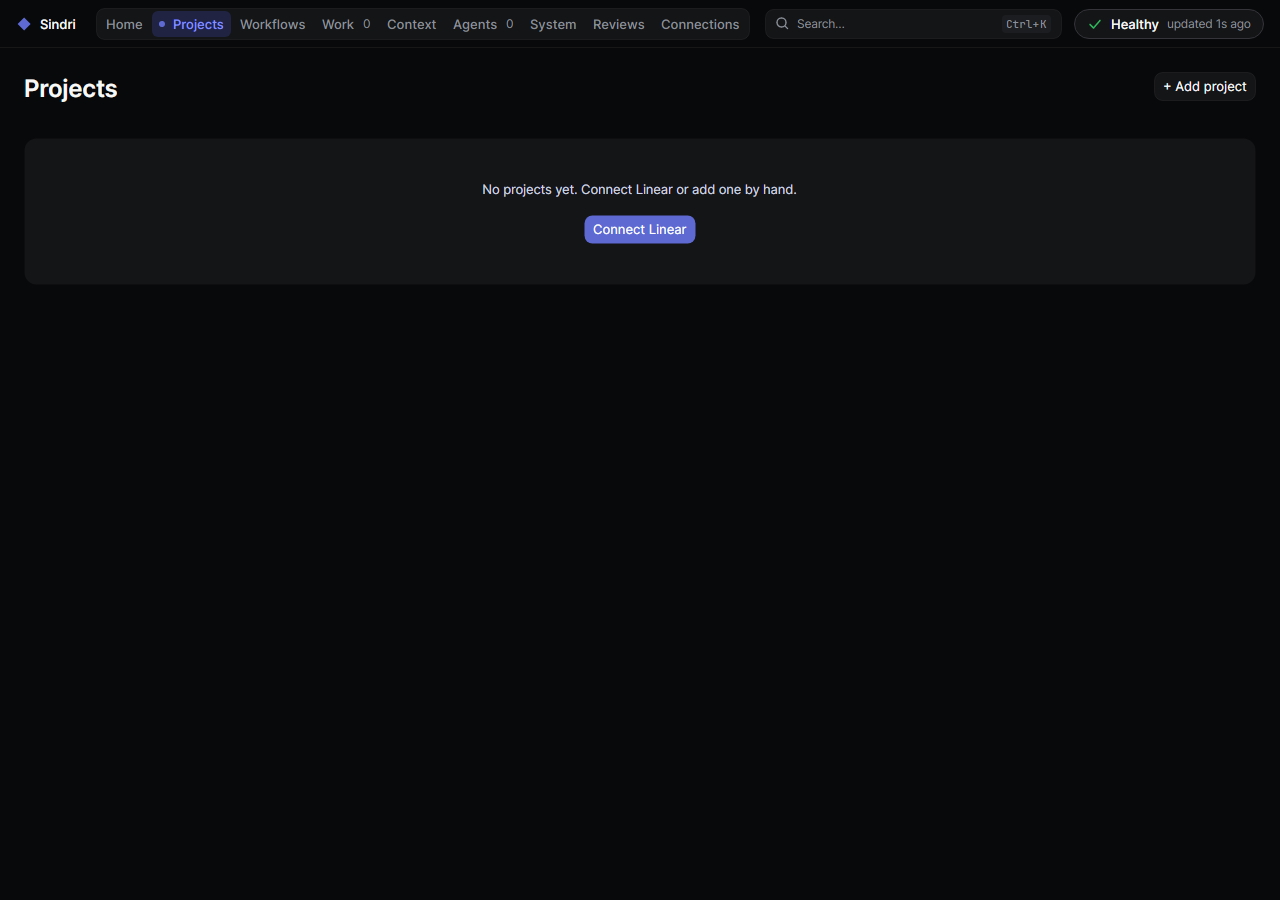 Sindri
Home Projects Workflows Work 0 Context Agents 0 System Reviews Connections
Search... Ctrl+K
Healthy updated 1s ago
Projects
+ Add project
No projects yet. Connect Linear or add one by hand.
Connect Linear